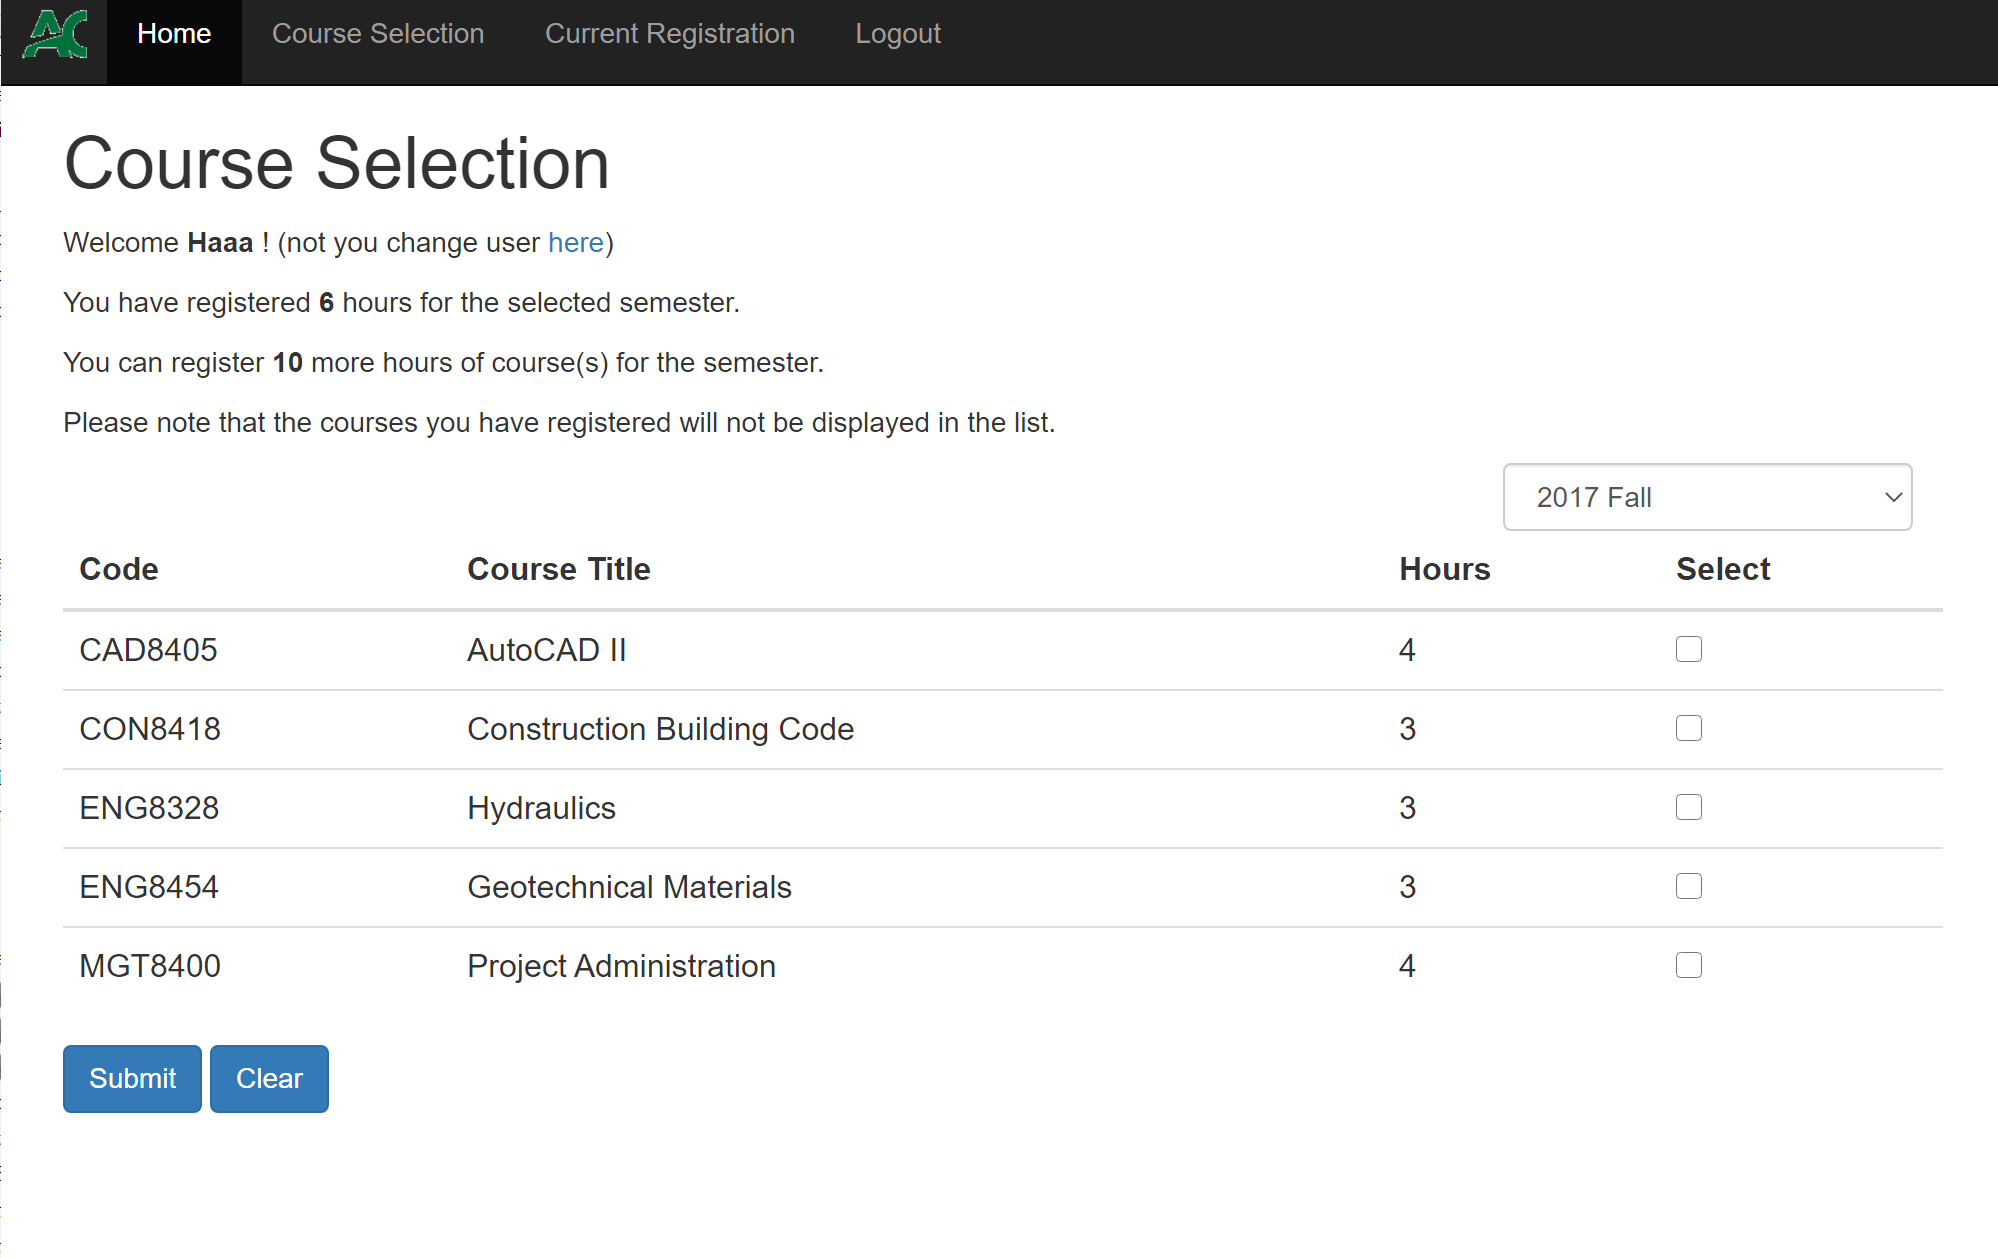 AC Home Course Selection Current Registration Logout
Course Selection
Welcome Haaa ! (not you change user here)
You have registered 6 hours for the selected semester.
You can register 10 more hours of course(s) for the semester.
Please note that the courses you have registered will not be displayed in the list.
2017 Fall
Code Course Title Hours Select
CAD8405 AutoCAD II 4
CON8418 Construction Building Code 3
ENG8328 Hydraulics 3
ENG8454 Geotechnical Materials 3
MGT8400 Project Administration 4
Submit Clear